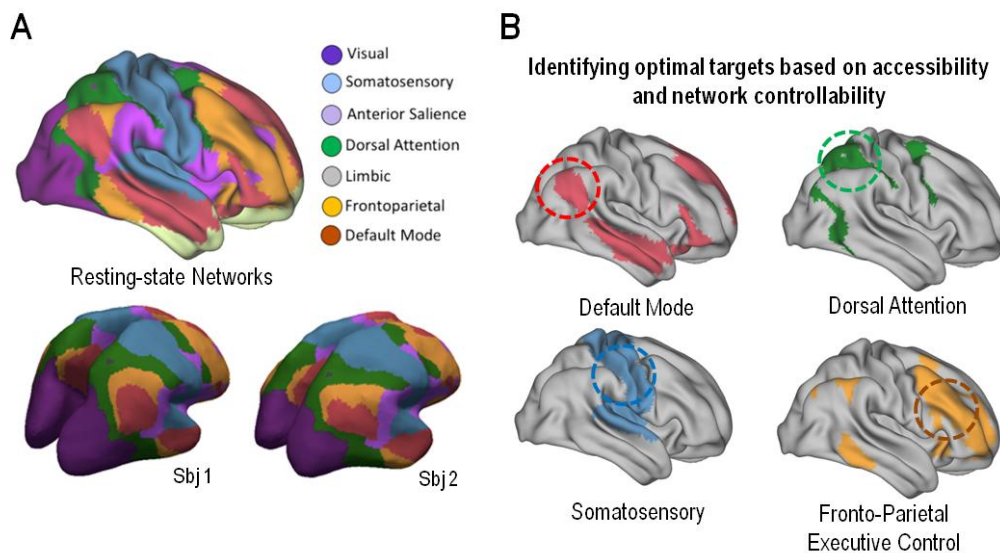 A
Visual
Somatosensory
Anterior Salience
Dorsal Attention
Limbic
Frontoparietal
Default Mode
Resting-state Networks
Sbj 1
Sbj 2
B
Identifying optimal targets based on accessibility
and network controllability
Default Mode
Dorsal Attention
Somatosensory
Fronto-Parietal
Executive Control